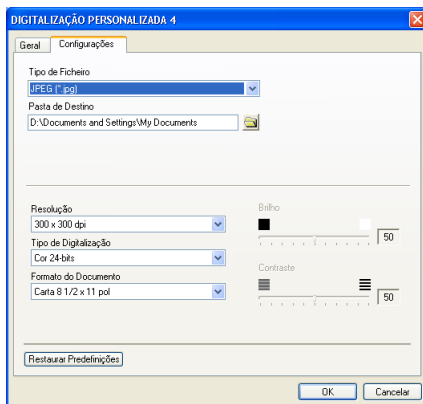 DIGITALIZAÇÃO PERSONALIZADA 4
Geral
Configurações
Tipo de Ficheiro
JPEG (*.jpg)
Pasta de Destino
D:\Documents and Settings\My Documents
Resolução
300 x 300 dpi
Tipo de Digitalização
Cor 24-bits
Formato do Documento
Carta 8 1/2 x 11 pol
Brilho
50
Contraste
50
Restaurar Predefinições
OK
Cancelar